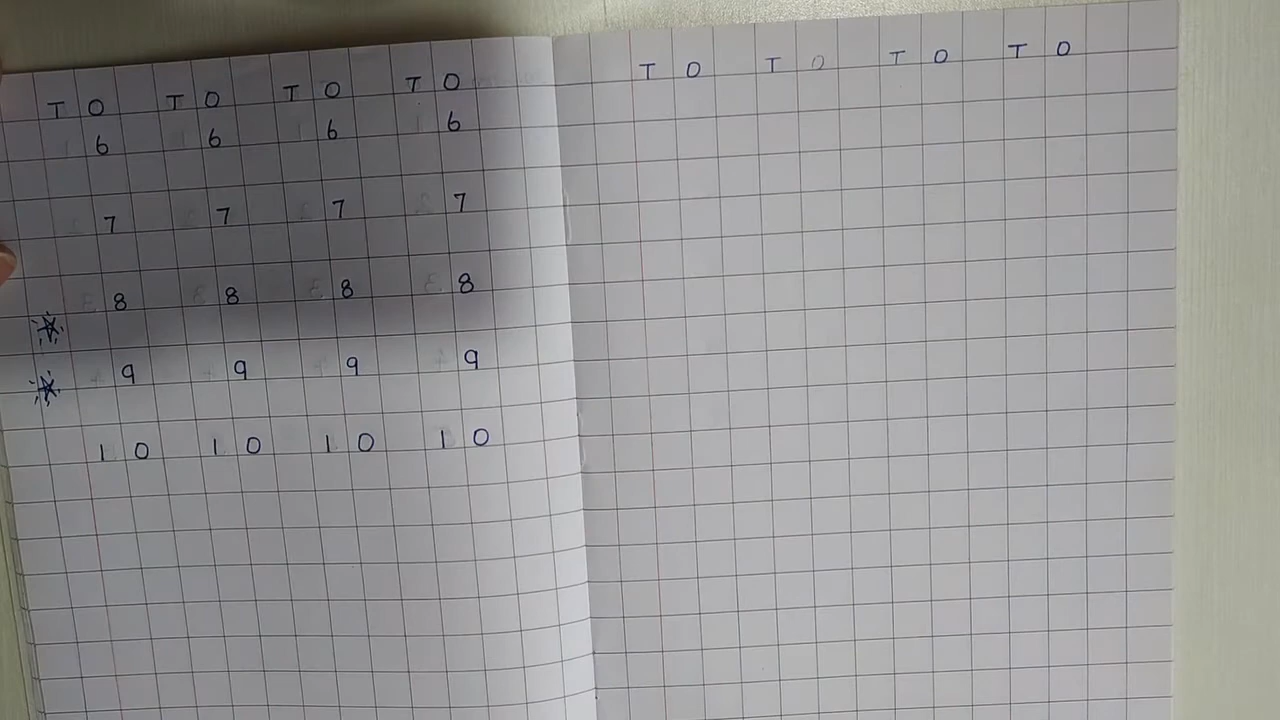 T O T O T O T O
6 6 6 6
7 7 7 7
8 8 8 8
9 9 9 9
1 0 1 0 1 0 1 0
T O T O T O T O